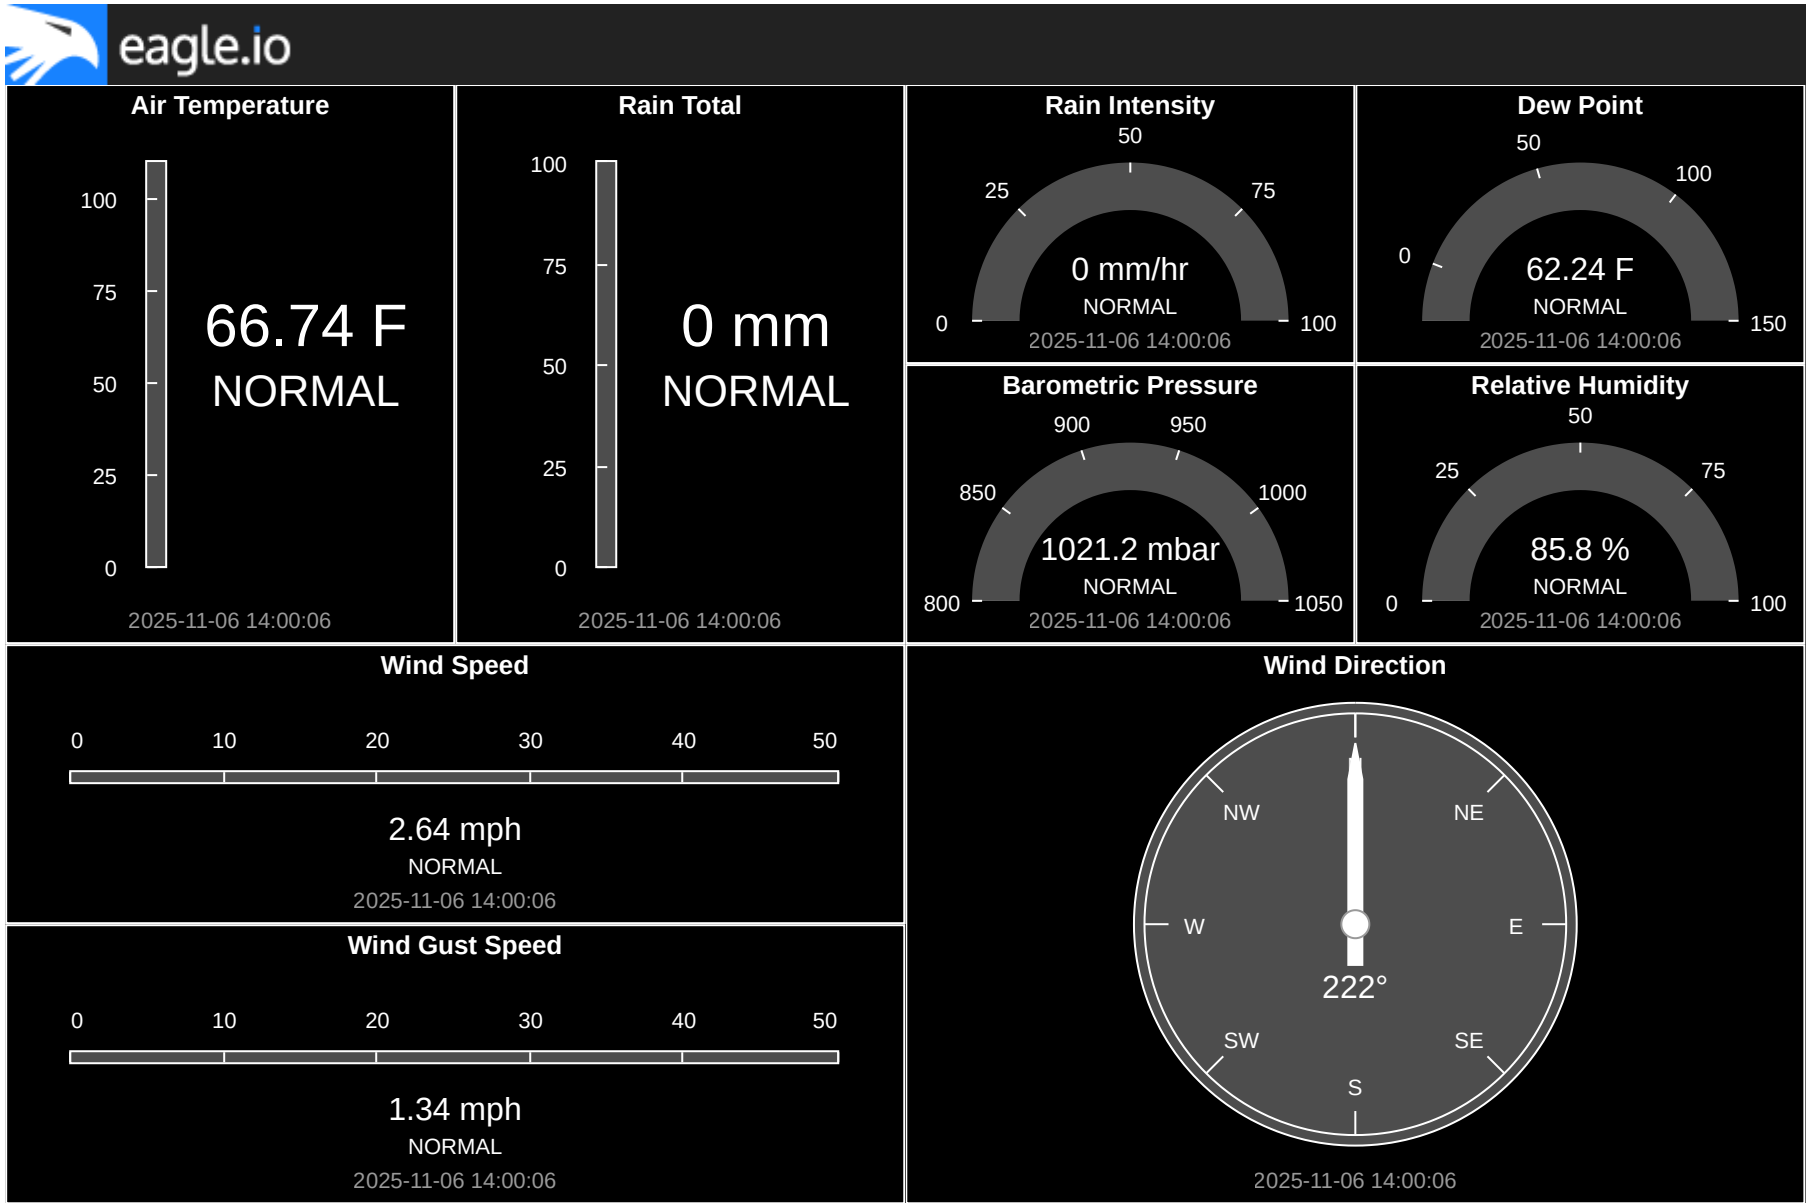 eagle.io
Air Temperature
100
75
50
25
0
66.74 F
NORMAL
2025-11-06 14:00:06
Rain Total
100
75
50
25
0
0 mm
NORMAL
2025-11-06 14:00:06
Rain Intensity
0
25
50
75
100
0 mm/hr
NORMAL
2025-11-06 14:00:06
Dew Point
0
50
100
150
62.24 F
NORMAL
2025-11-06 14:00:06
Barometric Pressure
800
850
900
950
1000
1050
1021.2 mbar
NORMAL
2025-11-06 14:00:06
Relative Humidity
0
25
50
75
100
85.8 %
NORMAL
2025-11-06 14:00:06
Wind Speed
0 10 20 30 40 50
2.64 mph
NORMAL
2025-11-06 14:00:06
Wind Gust Speed
0 10 20 30 40 50
1.34 mph
NORMAL
2025-11-06 14:00:06
Wind Direction
NW NE
W E
222°
SW SE
S
2025-11-06 14:00:06